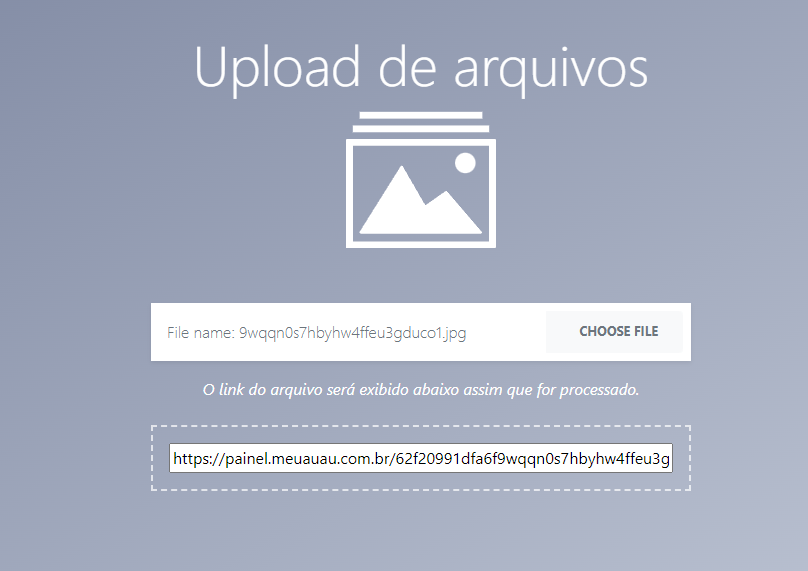 Upload de arquivos
File name: 9wqqn0s7hbyhw4ffeu3gduco1.jpg
CHOOSE FILE
O link do arquivo será exibido abaixo assim que for processado.
https://painel.meuauau.com.br/62f20991dfa6f9wqqn0s7hbyhw4ffeu3g